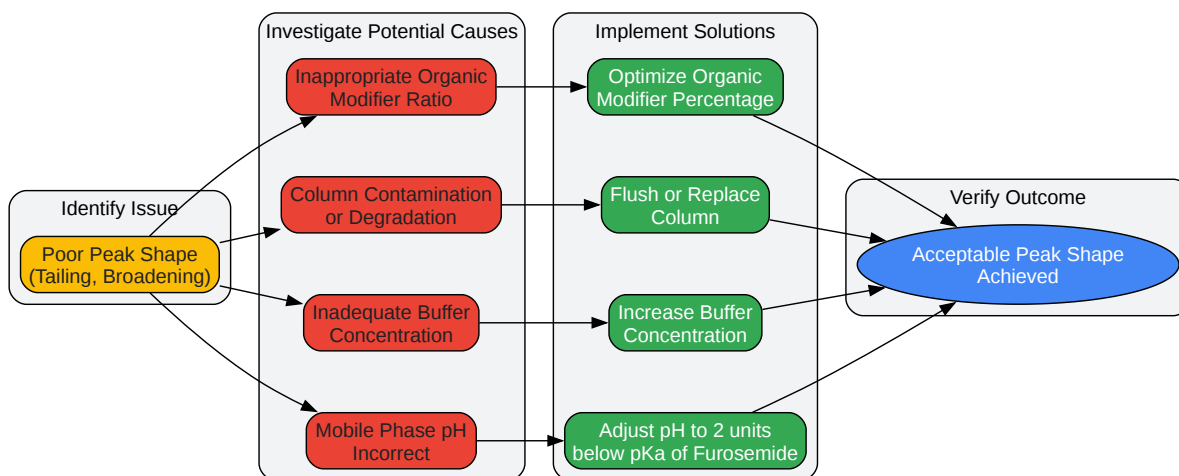 Identify Issue
Poor Peak Shape
(Tailing, Broadening)
Investigate Potential Causes
Inappropriate Organic
Modifier Ratio
Column Contamination
or Degradation
Inadequate Buffer
Concentration
Mobile Phase pH
Incorrect
Implement Solutions
Optimize Organic
Modifier Percentage
Flush or Replace
Column
Increase Buffer
Concentration
Adjust pH to 2 units
below pKa of Furosemide
Verify Outcome
Acceptable Peak Shape
Achieved